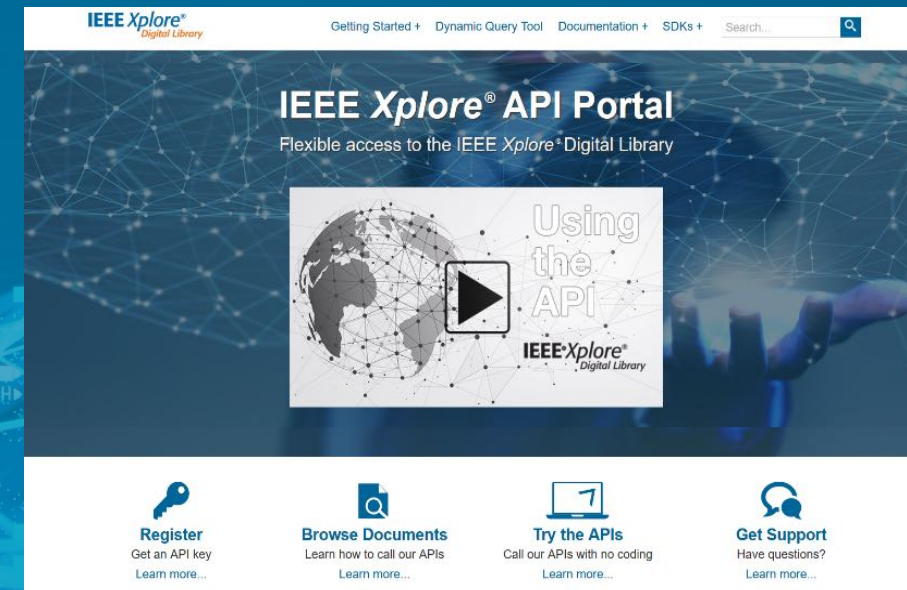 IEEE Xplore®
Digital Library
Getting Started + Dynamic Query Tool Documentation + SDKs + Search...
IEEE Xplore® API Portal
Flexible access to the IEEE Xplore® Digital Library
Using
the
API
IEEE Xplore®
Digital Library
Register Browse Documents Try the APIs Get Support
Get an API key Learn how to call our APIs Call our APIs with no coding Have questions?
Learn more... Learn more... Learn more... Learn more...